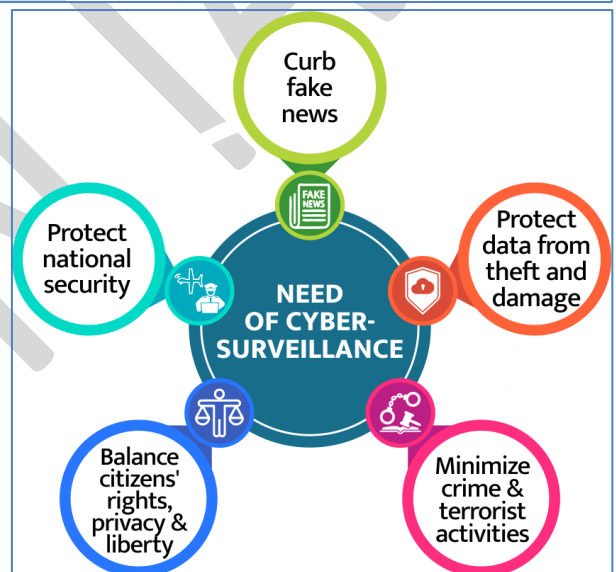 Curb
fake
news
FAKE
NEWS
Protect
data from
theft and
damage
Protect
national
security
NEED
OF CYBER-
SURVEILLANCE
Balance
citizens'
rights,
privacy &
liberty
Minimize
crime &
terrorist
activities